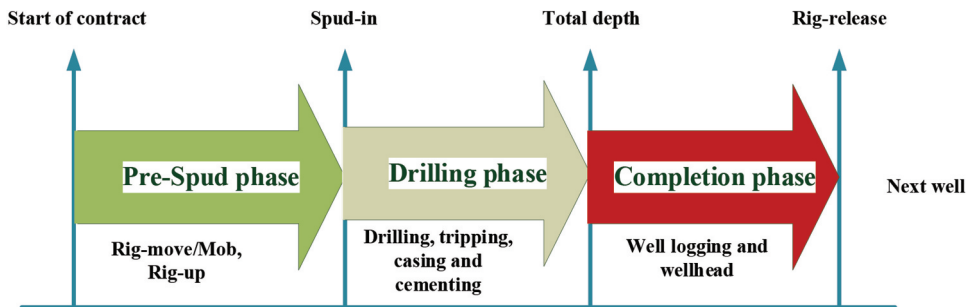 Start of contract
Spud-in
Total depth
Rig-release
Pre-Spud phase
Drilling phase
Completion phase
Next well
Rig-move/Mob,
Rig-up
Drilling, tripping,
casing and
cementing
Well logging and
wellhead